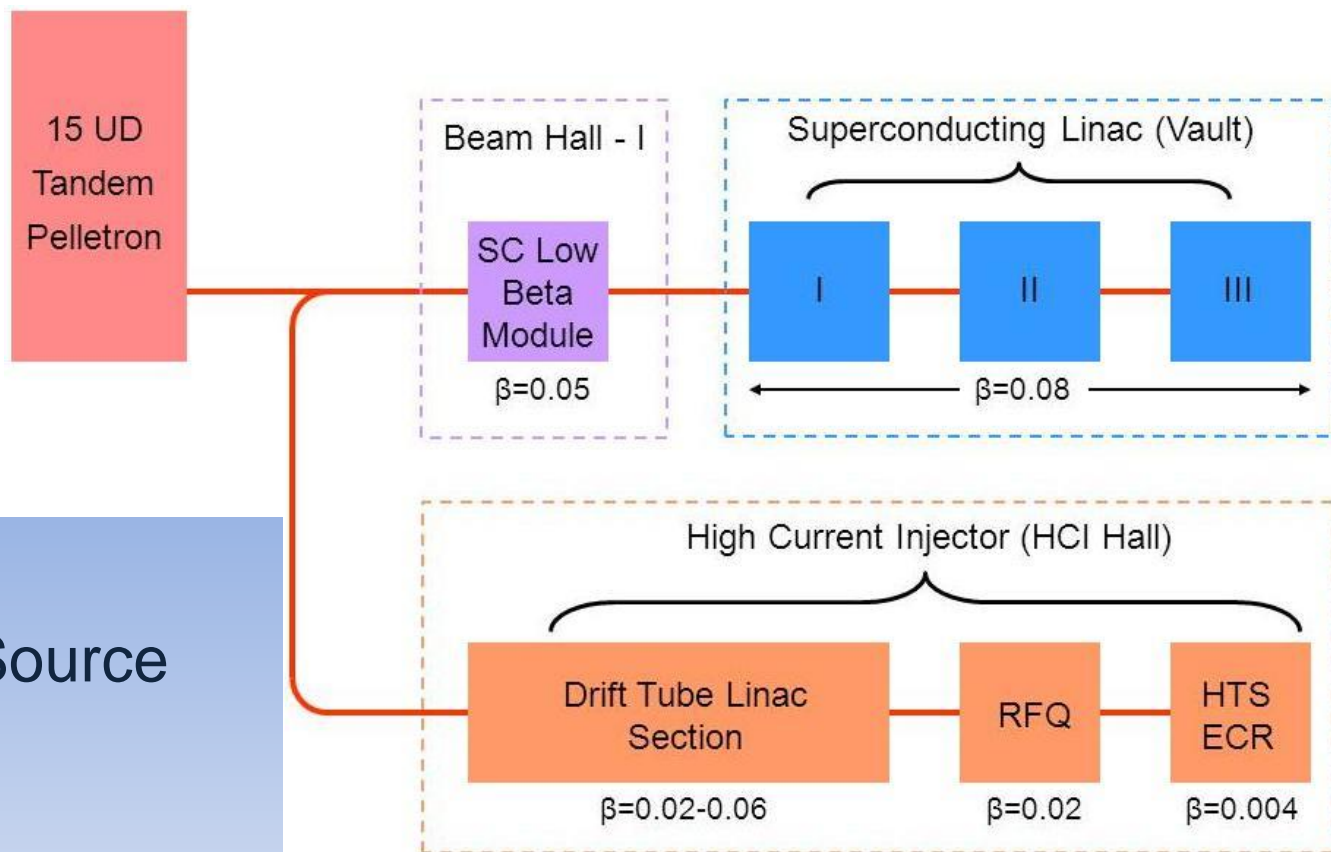 15 UD
Tandem
Pelletron
Beam Hall - I
SC Low
Beta
Module
β=0.05
Superconducting Linac (Vault)
I
II
III
β=0.08
Source
High Current Injector (HCI Hall)
Drift Tube Linac
Section
β=0.02-0.06
RFQ
β=0.02
HTS
ECR
β=0.004